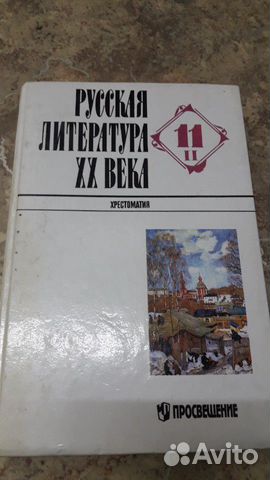 РУССКАЯ
ЛИТЕРАТУРА
XX ВЕКА
11
II
ХРЕСТОМАТИЯ
ПРОСВЕЩЕНИЕ
Avito